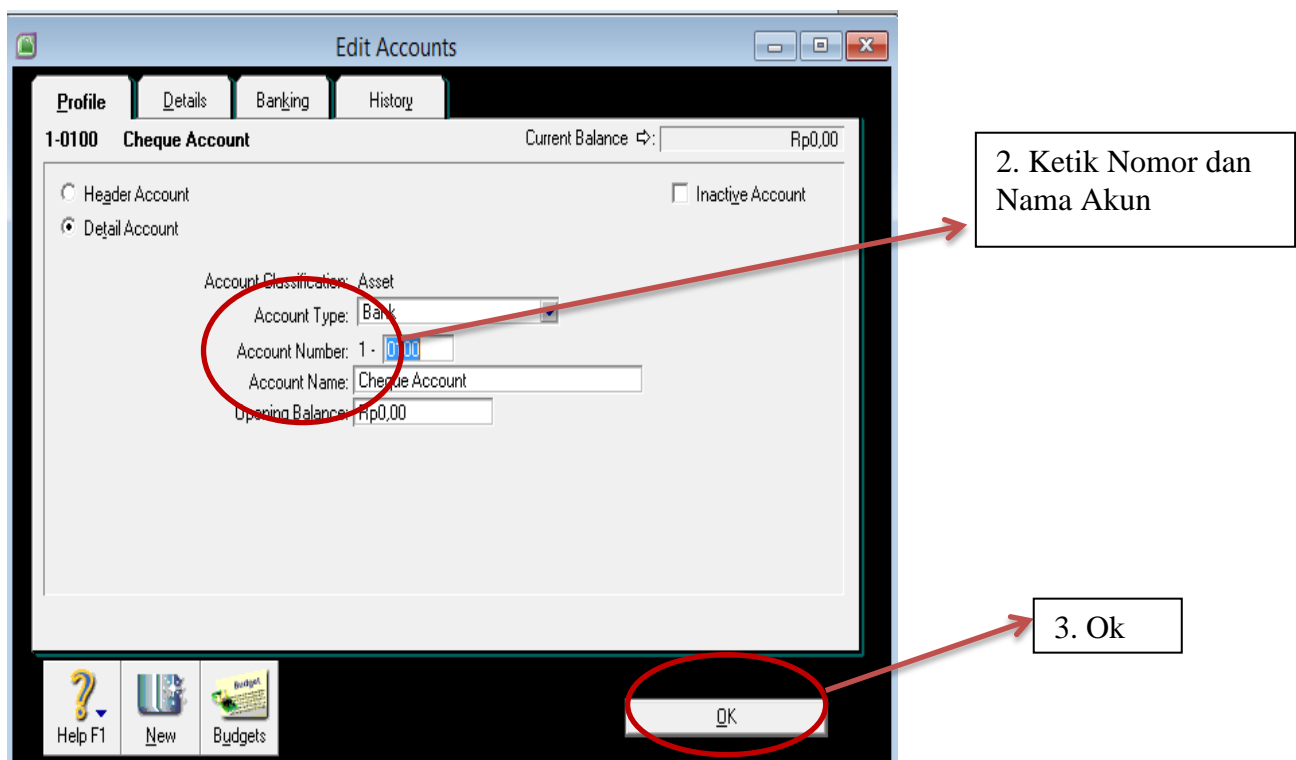 Edit Accounts
Profile
Details
Banking
History
1-0100 Cheque Account
Current Balance ⇨: Rp0,00
Header Account
Inactive Account
Detail Account
Account Classification: Asset
Account Type: Bank
Account Number: 1 - 0100
Account Name: Cheque Account
Opening Balance: Rp0,00
2. Ketik Nomor dan
Nama Akun
3. Ok
Budget
Help F1
New
Budgets
OK